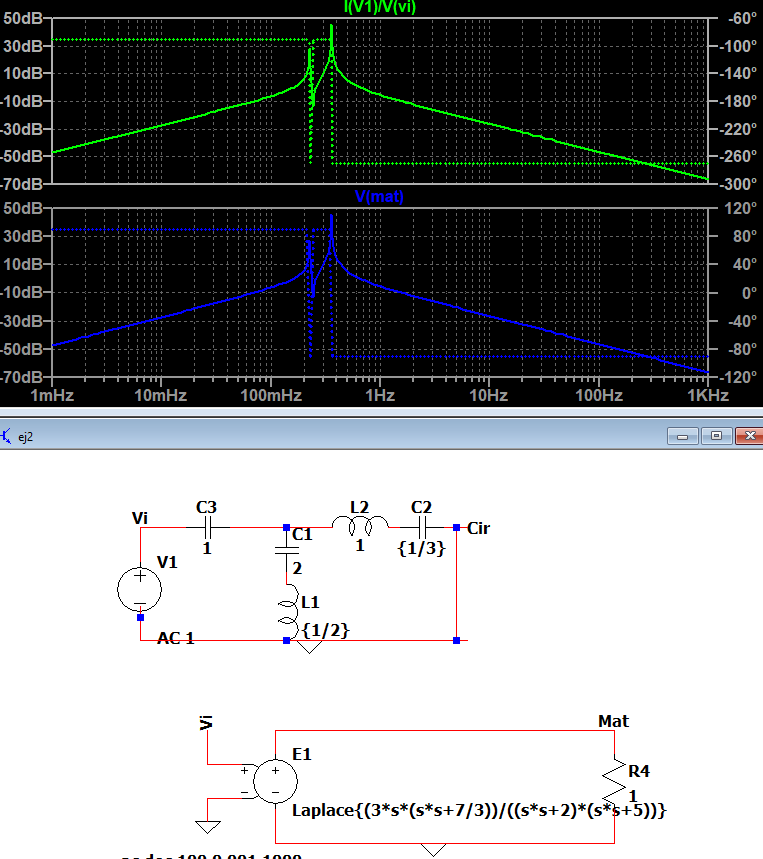 I(V1)/V(vi)
50dB -60°
30dB -100°
10dB -140°
-10dB -180°
-30dB -220°
-50dB -260°
-70dB -300°
V(mat)
50dB 120°
30dB 80°
10dB 40°
-10dB 0°
-30dB -40°
-50dB -80°
-70dB -120°
1mHz 10mHz 100mHz 1Hz 10Hz 100Hz 1KHz
ej2
Vi C3 L2 C2
C1 Cir
1 1 {1/3}
V1 2
L1
{1/2}
AC 1
Vi Mat
E1
R4
1
Laplace{(3*s*(s*s+7/3))/((s*s+2)*(s*s+5))}